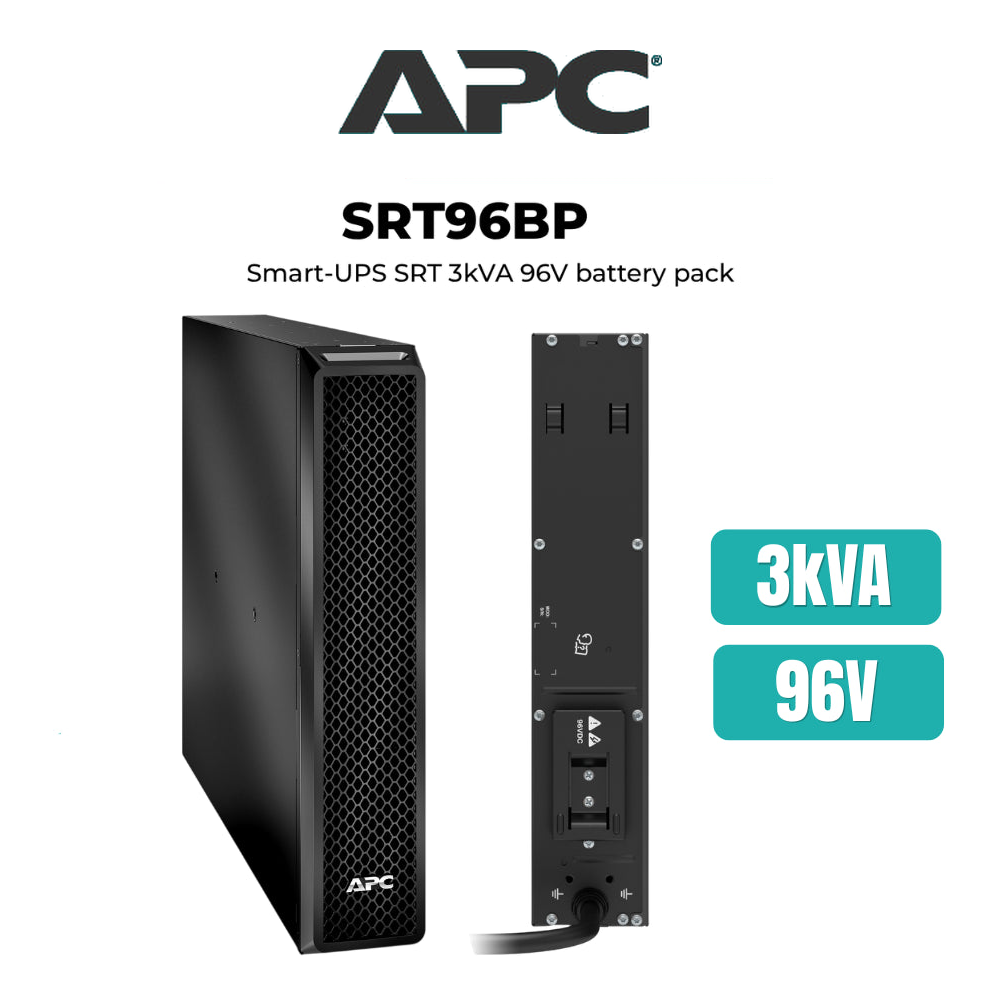 APC®
SRT96BP
Smart-UPS SRT 3kVA 96V battery pack
3kVA
96V
96VDC
APC